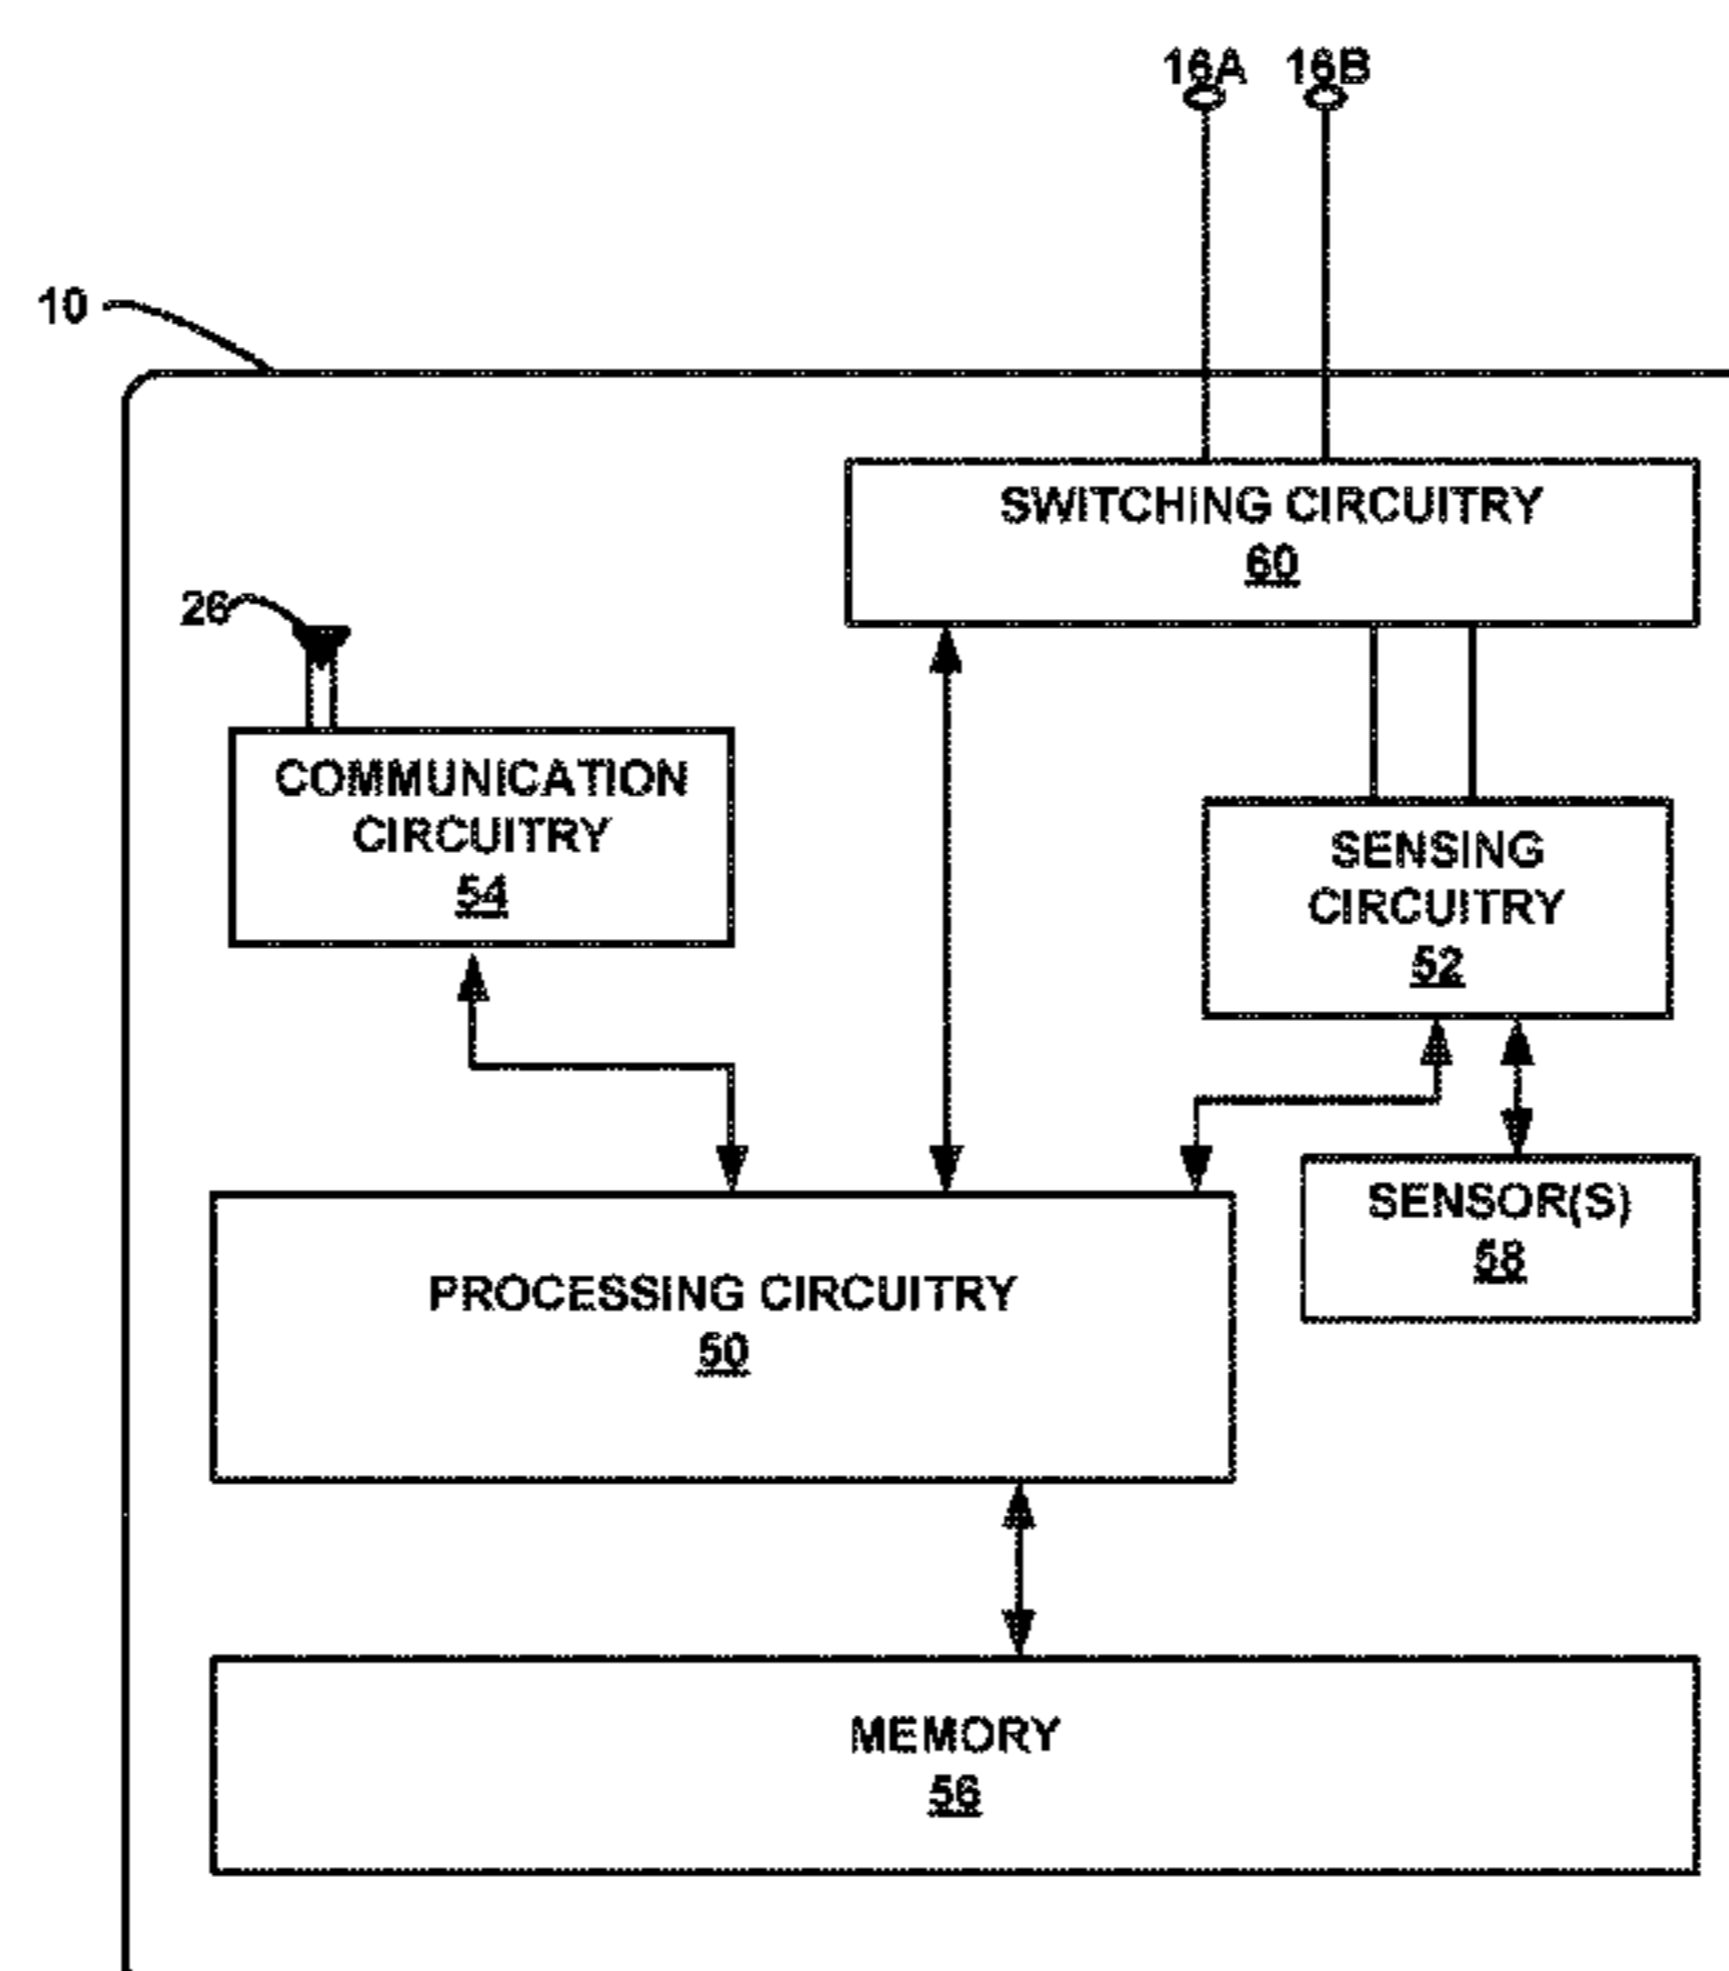 16A 16B
10
SWITCHING CIRCUITRY
60
26
COMMUNICATION
CIRCUITRY
54
SENSING
CIRCUITRY
52
SENSOR(S)
58
PROCESSING CIRCUITRY
50
MEMORY
56